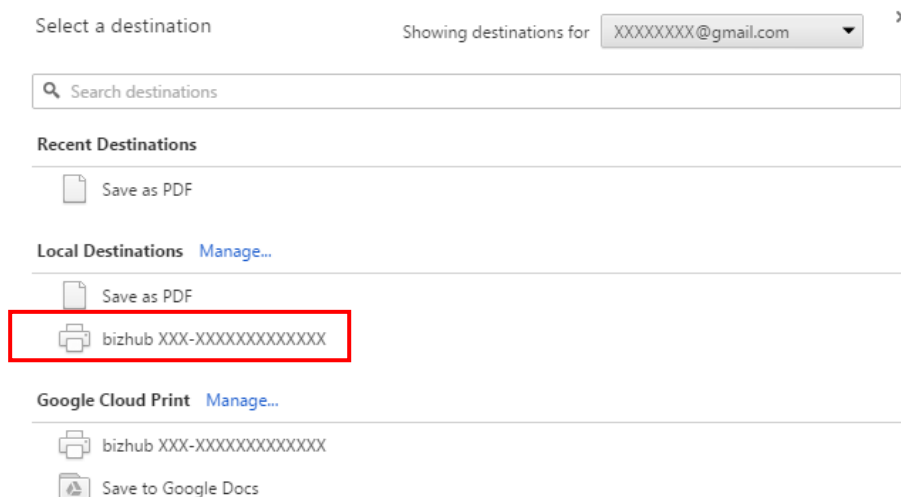 Select a destination
Showing destinations for XXXXXXXX@gmail.com
Search destinations
Recent Destinations
Save as PDF
Local Destinations Manage...
Save as PDF
bizhub XXX-XXXXXXXXXXXXX
Google Cloud Print Manage...
bizhub XXX-XXXXXXXXXXXXX
Save to Google Docs